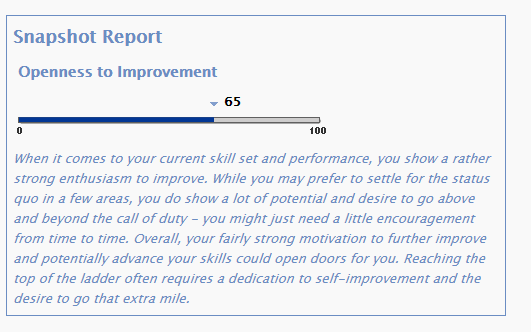 Snapshot Report
Openness to Improvement
65
0 100
When it comes to your current skill set and performance, you show a rather
strong enthusiasm to improve. While you may prefer to settle for the status
quo in a few areas, you do show a lot of potential and desire to go above
and beyond the call of duty - you might just need a little encouragement
from time to time. Overall, your fairly strong motivation to further improve
and potentially advance your skills could open doors for you. Reaching the
top of the ladder often requires a dedication to self-improvement and the
desire to go that extra mile.